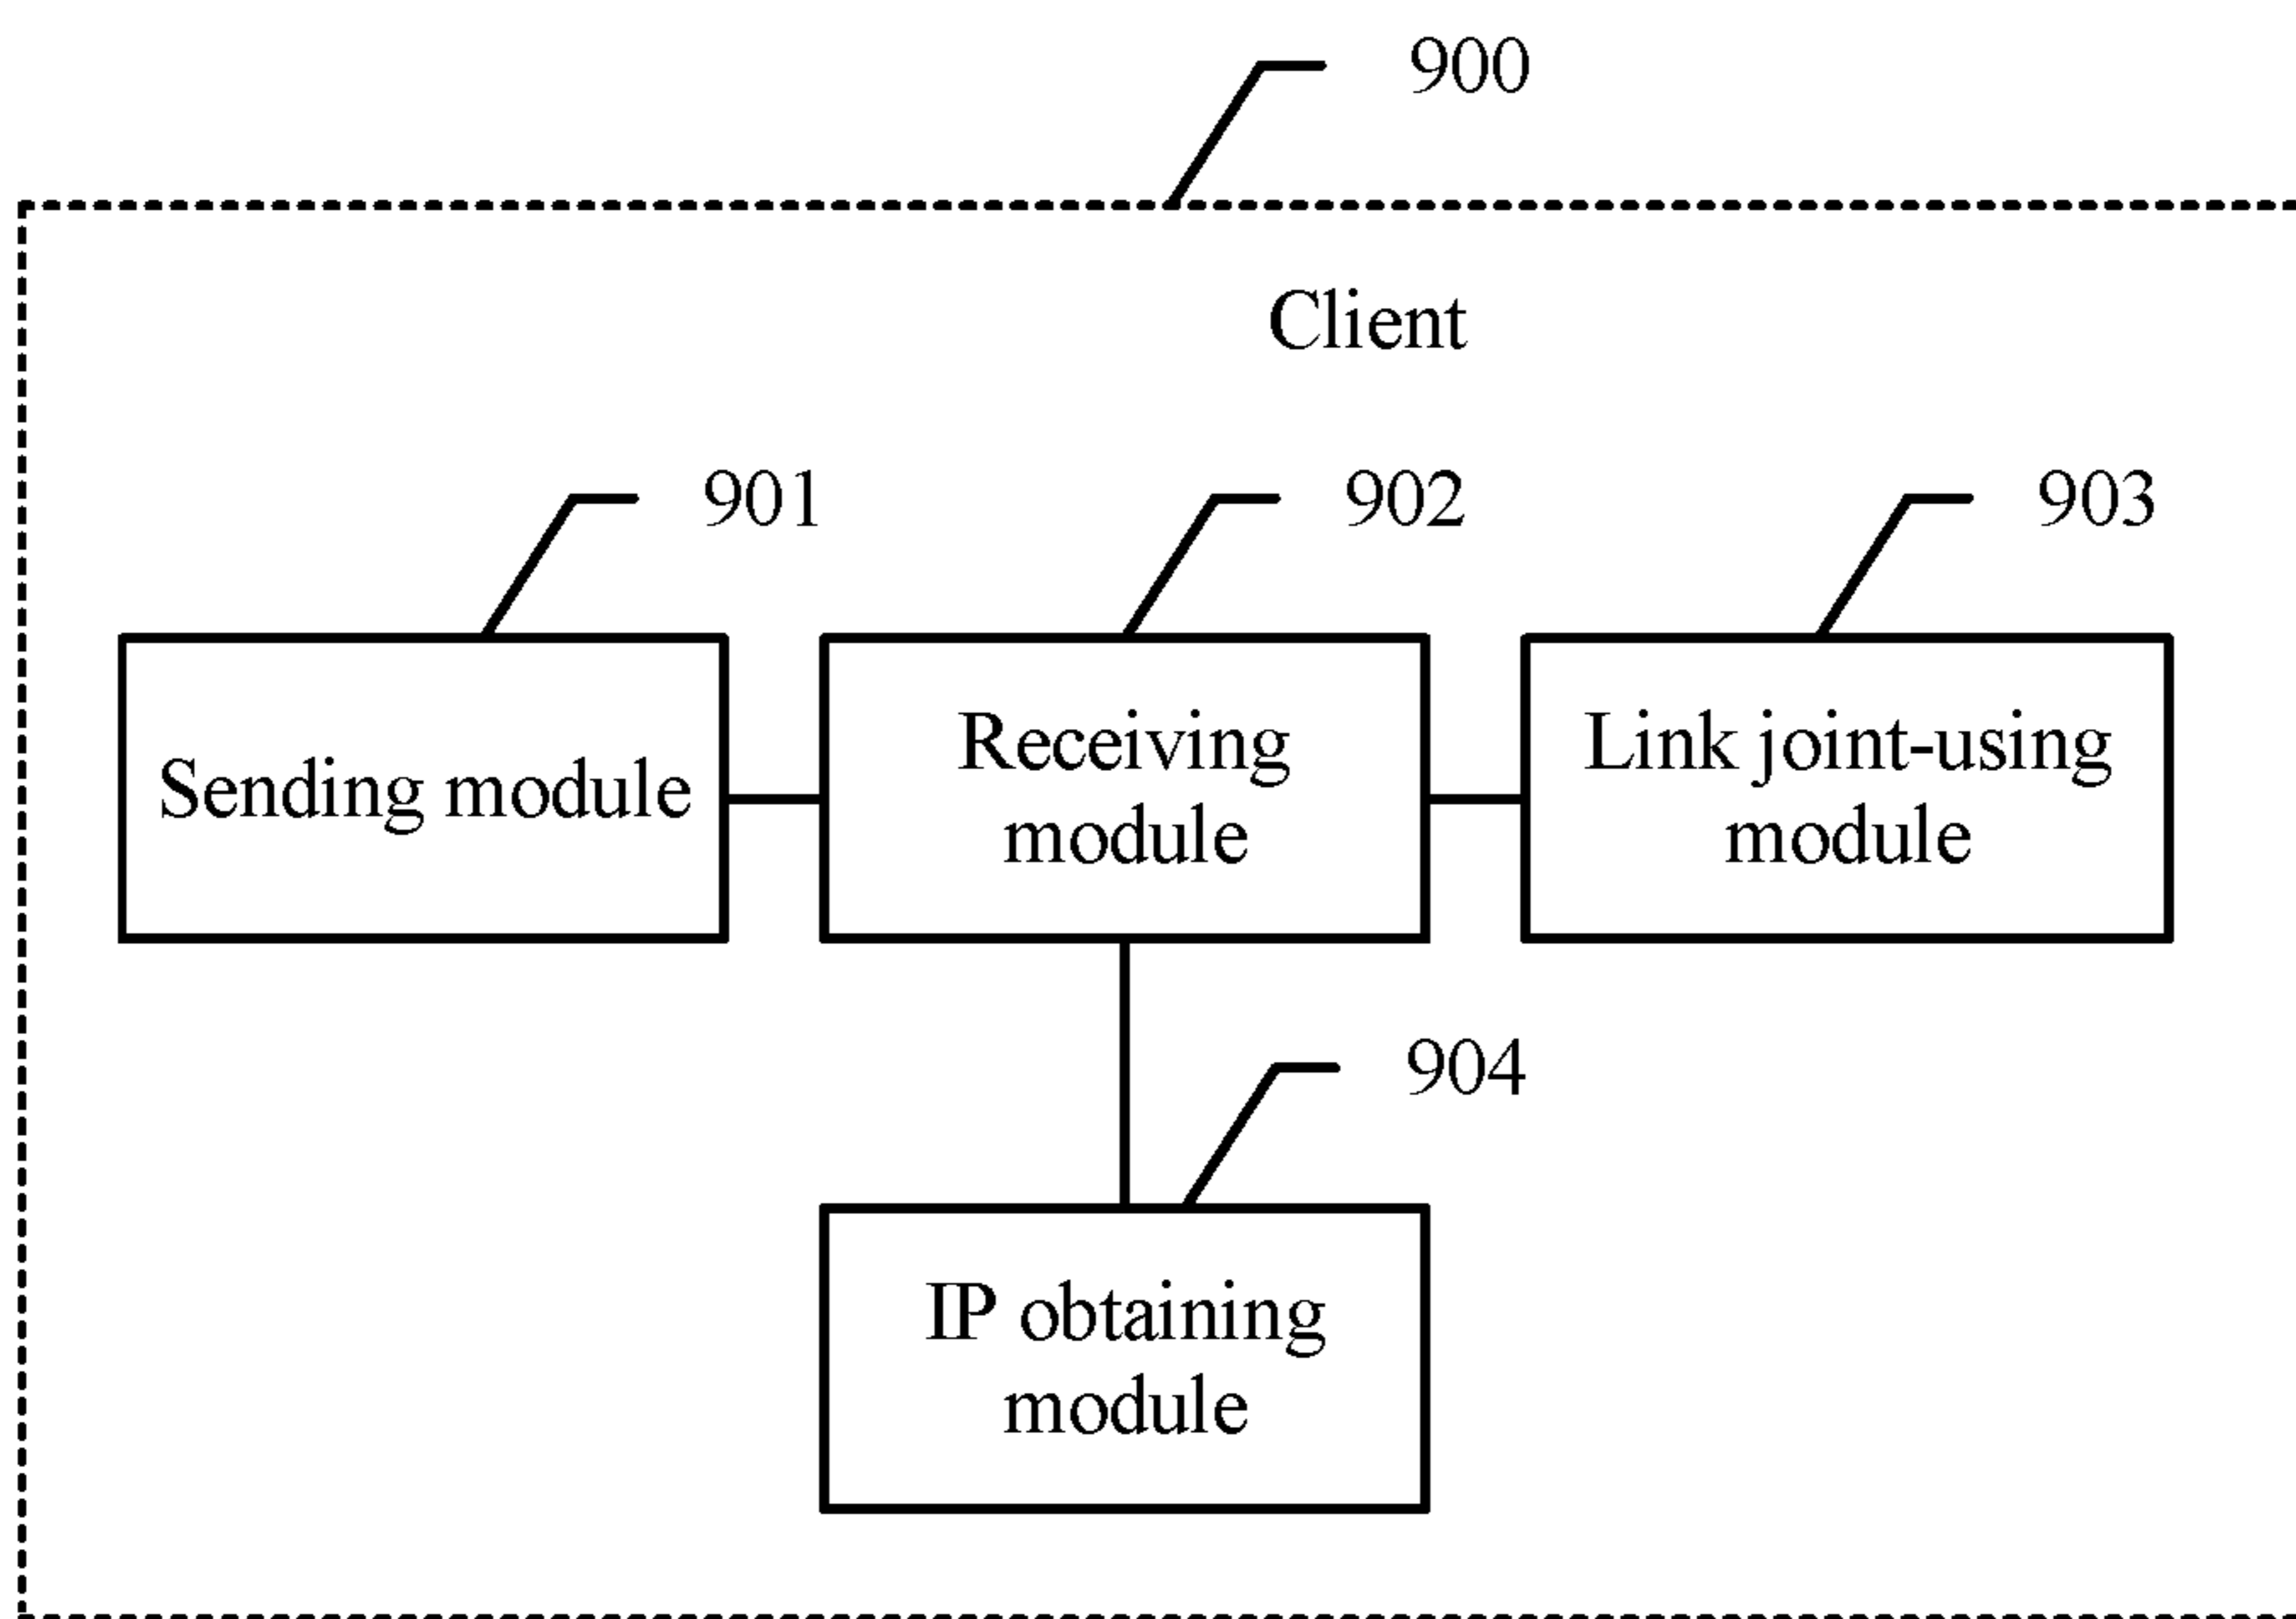 900
Client
901
902
903
Sending module
Receiving
module
Link joint-using
module
904
IP obtaining
module